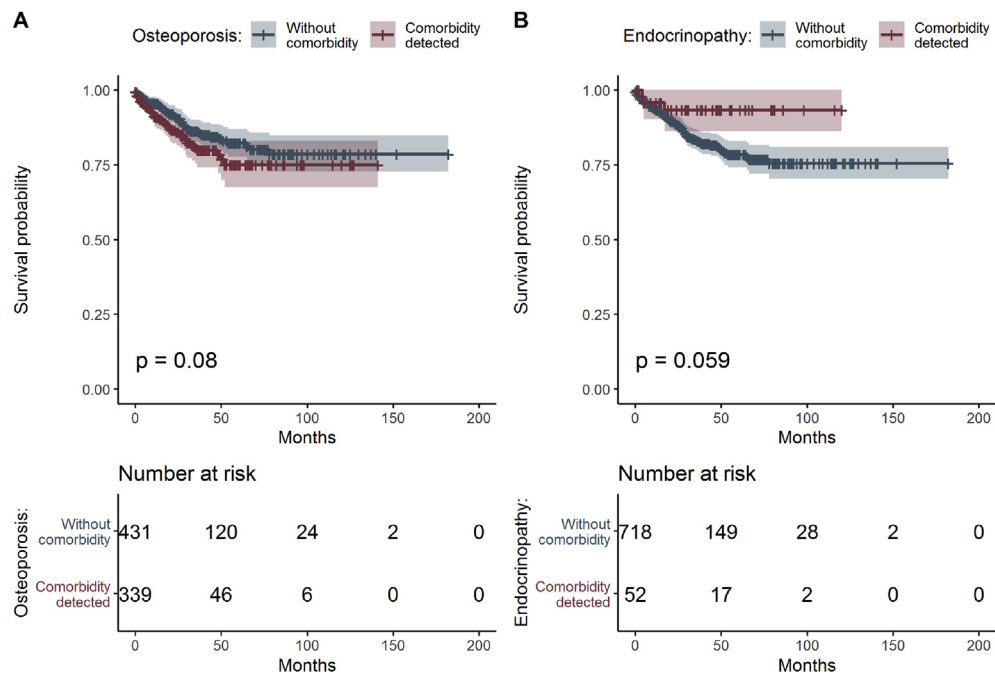 A
Osteoporosis:
Without
comorbidity
Comorbidity
detected
Survival probability
1.00
0.75
0.50
0.25
0.00
p = 0.08
0 50 100 150 200
Months
Number at risk
Osteoporosis:
Without
comorbidity
431 120 24 2 0
Comorbidity
detected
339 46 6 0 0
0 50 100 150 200
Months
B
Endocrinopathy:
Without
comorbidity
Comorbidity
detected
Survival probability
1.00
0.75
0.50
0.25
0.00
p = 0.059
0 50 100 150 200
Months
Number at risk
Endocrinopathy:
Without
comorbidity
718 149 28 2 0
Comorbidity
detected
52 17 2 0 0
0 50 100 150 200
Months